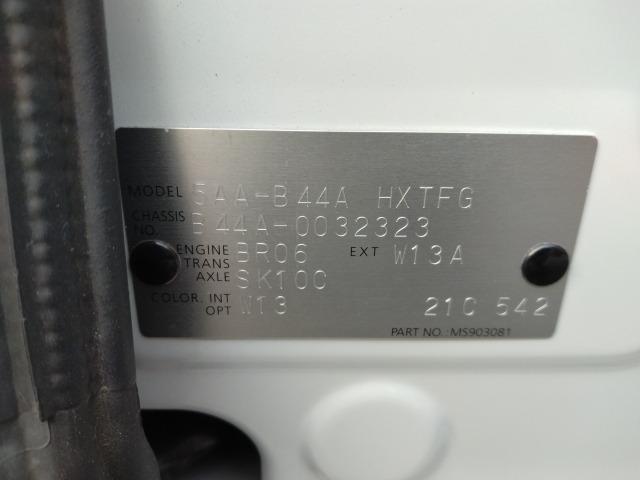 MODEL 5AA-B44A HXTFG
CHASSIS NO. B44A-0032323
ENGINE BR06 EXT W13A
TRANS AXLE SK10C
COLOR. INT W13
OPT 21C 542
PART NO.: MS903081